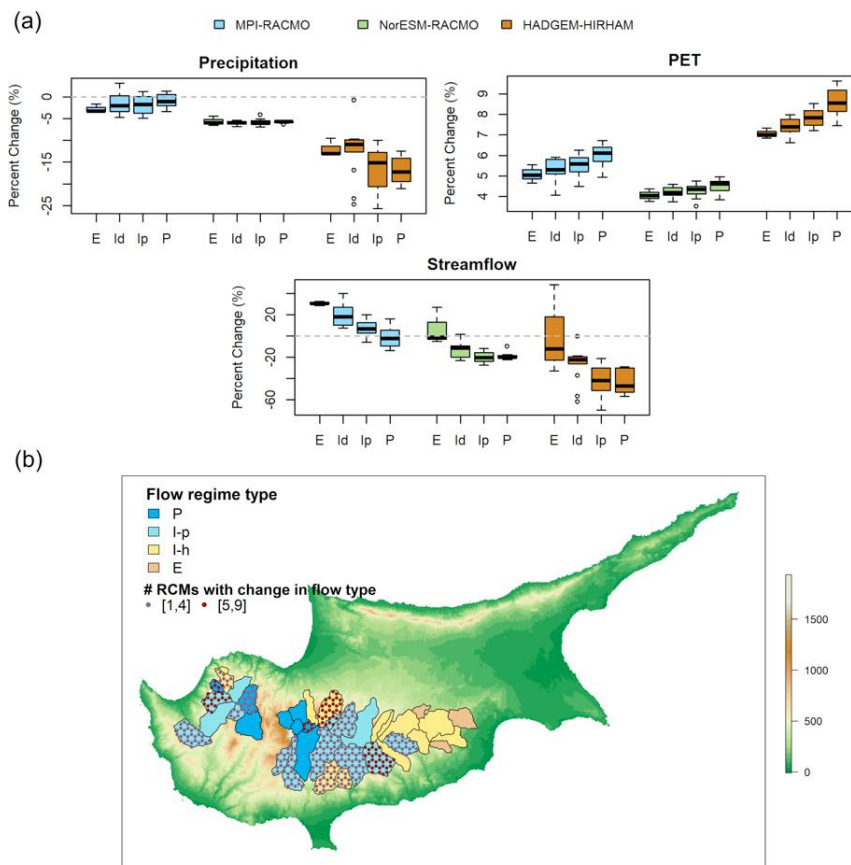 (a)
MPI-RACMO NorESM-RACMO HADGEM-HIRHAM
Precipitation
Percent Change (%)
0
-5
-15
-25
E Id Ip P E Id Ip P E Id Ip P
PET
Percent Change (%)
9
8
7
6
5
4
E Id Ip P E Id Ip P E Id Ip P
Streamflow
Percent Change (%)
20
-20
-60
E Id Ip P E Id Ip P E Id Ip P
(b)
Flow regime type
P
I-p
I-h
E
# RCMs with change in flow type
[1,4] [5,9]
1500
1000
500
0